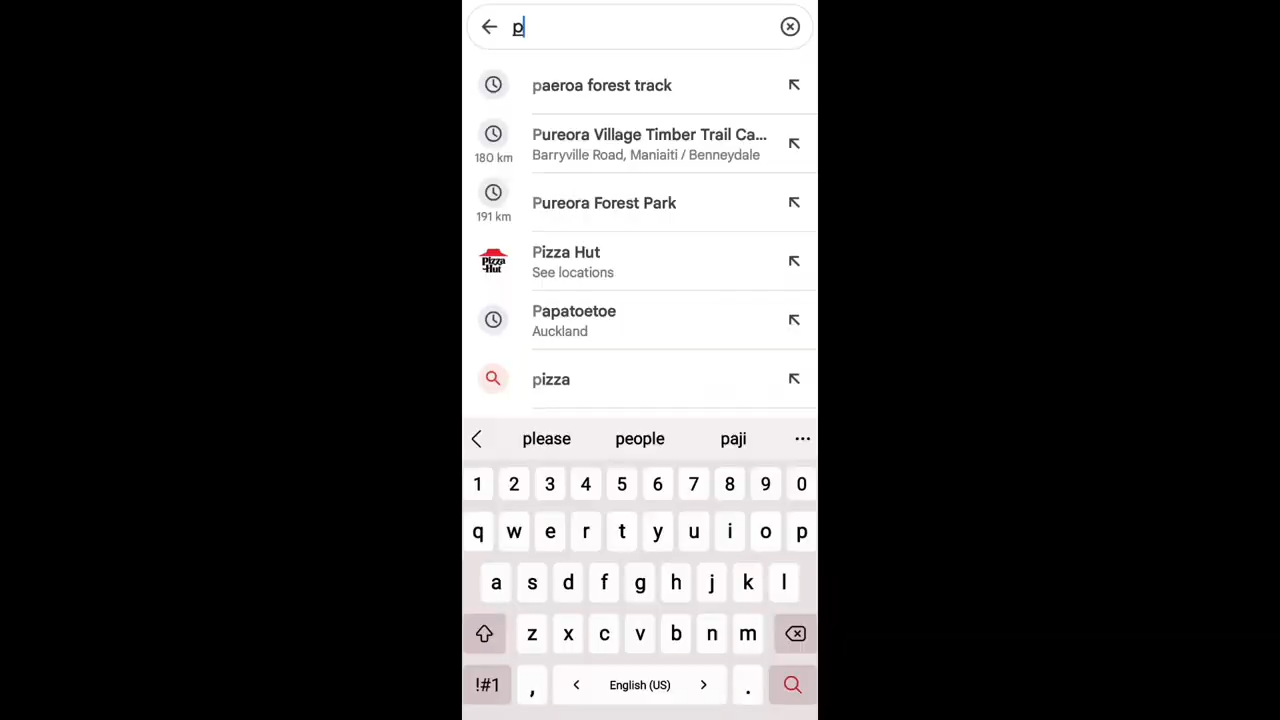 p
paeroa forest track
Pureora Village Timber Trail Ca...
180 km
Barryville Road, Maniaiti / Benneydale
Pureora Forest Park
191 km
Pizza Hut
Pizza Hut
See locations
Papatoetoe
Auckland
pizza
please people paji
1 2 3 4 5 6 7 8 9 0
q w e r t y u i o p
a s d f g h j k l
z x c v b n m
!#1 , < English (US) > .